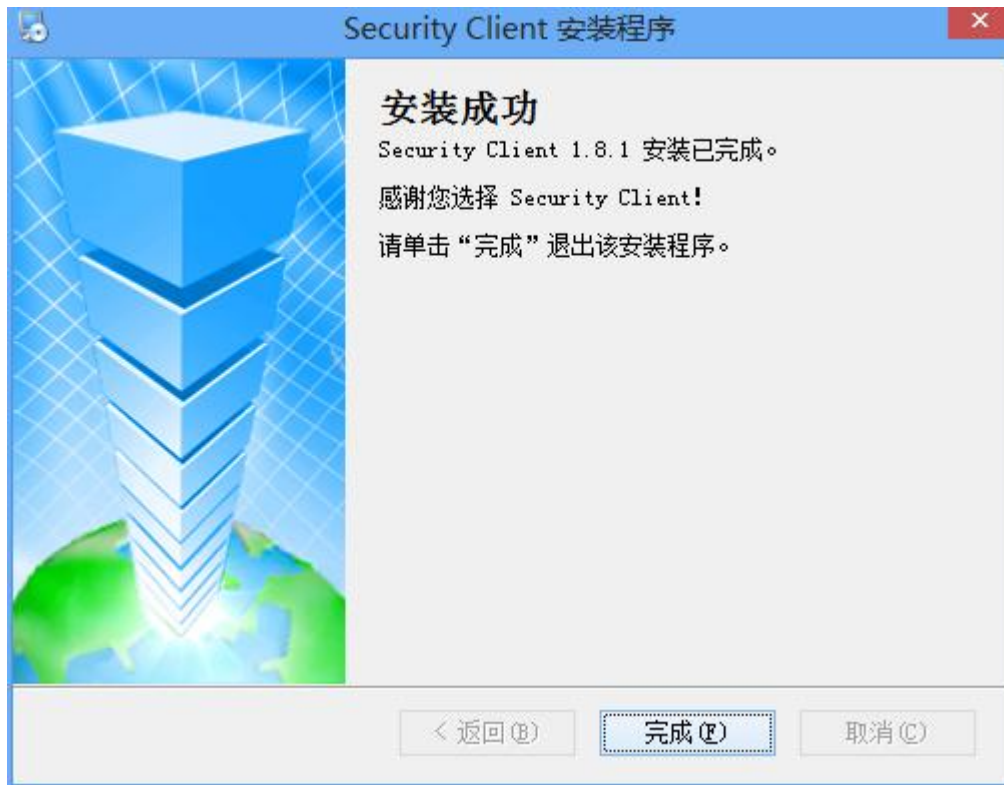 Security Client 安装程序
安装成功
Security Client 1.8.1 安装已完成。
感谢您选择 Security Client!
请单击“完成”退出该安装程序。
< 返回(B)
完成(F)
取消(C)